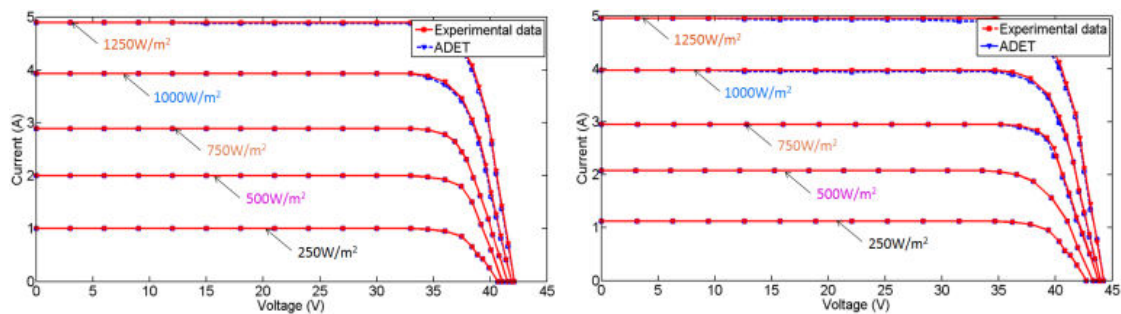 5
4
3
2
1
0
Current (A)
0 5 10 15 20 25 30 35 40 45
Voltage (V)
Experimental data
ADET
1250W/m²
1000W/m²
750W/m²
500W/m²
250W/m²
5
4
3
2
1
0
Current (A)
0 5 10 15 20 25 30 35 40 45
Voltage (V)
Experimental data
ADET
1250W/m²
1000W/m²
750W/m²
500W/m²
250W/m²